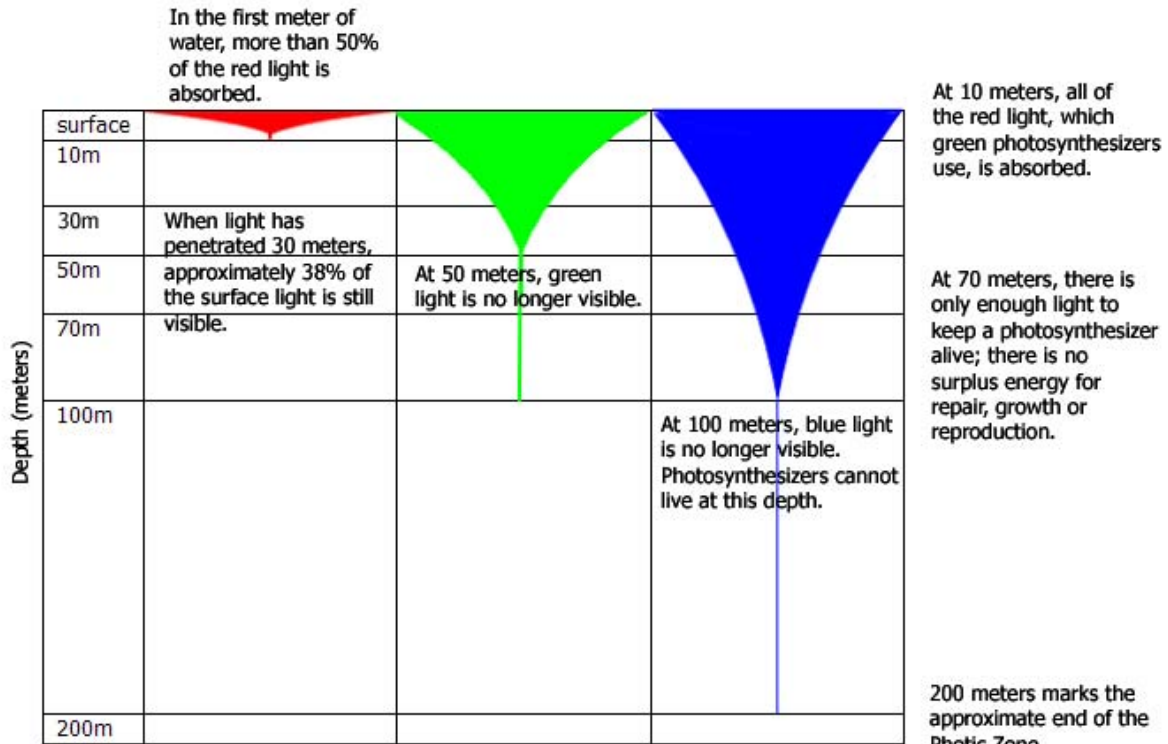 In the first meter of
water, more than 50%
of the red light is
absorbed.
At 10 meters, all of
the red light, which
green photosynthesizers
use, is absorbed.
surface
10m
30m
When light has
penetrated 30 meters,
approximately 38% of
the surface light is still
visible.
50m
At 50 meters, green
light is no longer visible.
At 70 meters, there is
only enough light to
keep a photosynthesizer
alive; there is no
surplus energy for
repair, growth or
reproduction.
70m
Depth (meters)
100m
At 100 meters, blue light
is no longer visible.
Photosynthesizers cannot
live at this depth.
200m
200 meters marks the
approximate end of the
Photic Zone